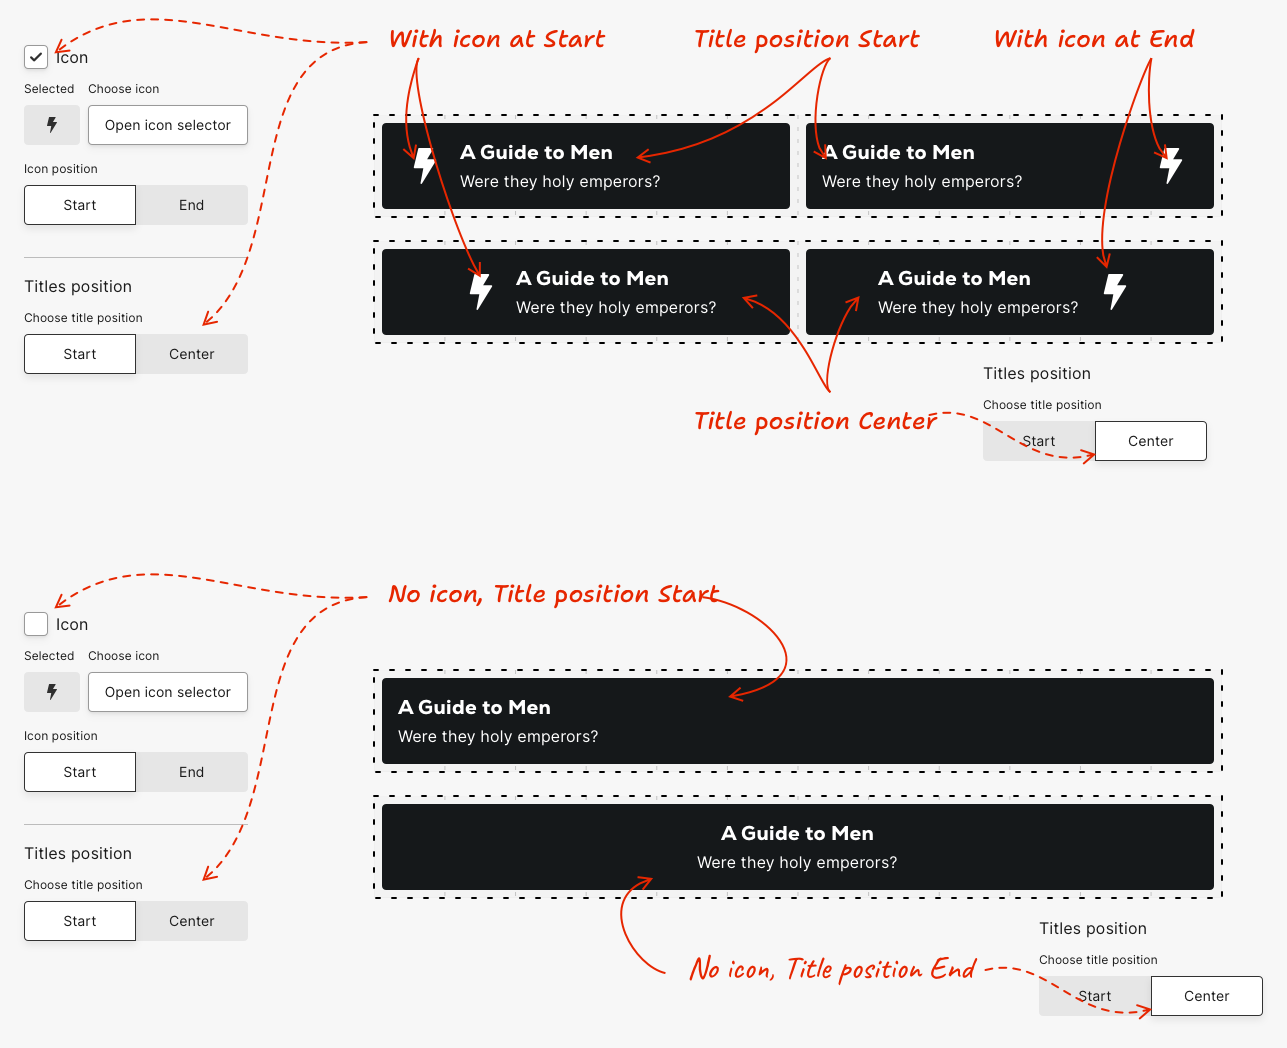 With icon at Start
Title position Start
With icon at End
Icon
Selected
Choose icon
Open icon selector
Icon position
Start
End
Titles position
Choose title position
Start
Center
A Guide to Men
Were they holy emperors?
A Guide to Men
Were they holy emperors?
A Guide to Men
Were they holy emperors?
A Guide to Men
Were they holy emperors?
Title position Center
Titles position
Choose title position
Start
Center
No icon, Title position Start
Icon
Selected
Choose icon
Open icon selector
Icon position
Start
End
Titles position
Choose title position
Start
Center
A Guide to Men
Were they holy emperors?
A Guide to Men
Were they holy emperors?
No icon, Title position End
Titles position
Choose title position
Start
Center